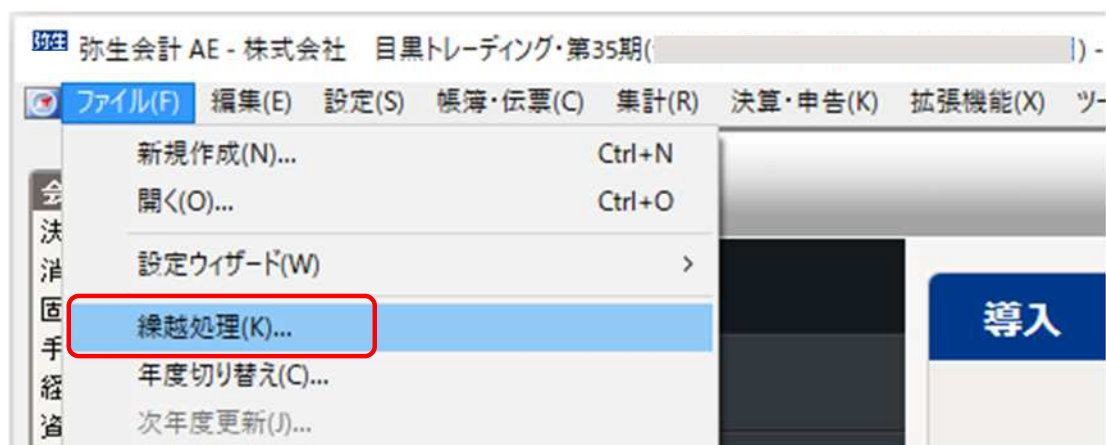 弥生 弥生会計 AE - 株式会社 目黒トレーディング・第35期( ) -
ファイル(F) 編集(E) 設定(S) 帳簿・伝票(C) 集計(R) 決算・申告(K) 拡張機能(X) ツー
新規作成(N)... Ctrl+N
開く(O)... Ctrl+O
設定ウィザード(W) >
繰越処理(K)...
年度切り替え(C)...
次年度更新(J)...
会
決
消
固
手
経
資
導入